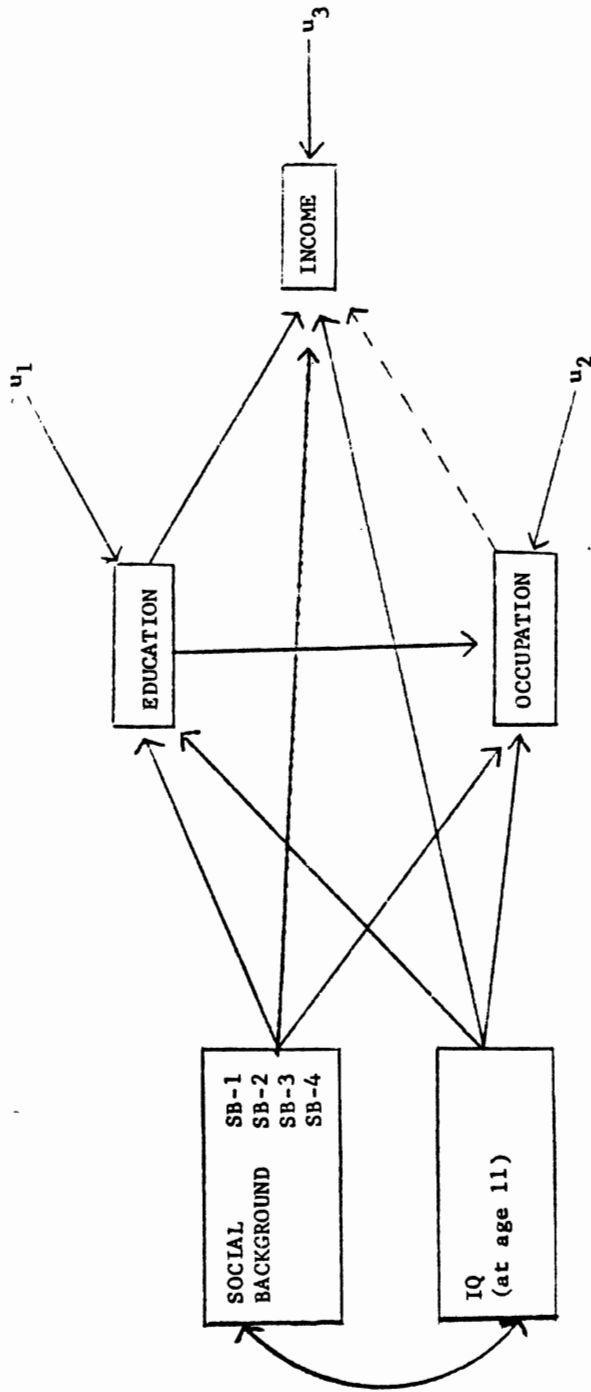 SOCIAL
BACKGROUND
SB-1
SB-2
SB-3
SB-4
IQ
(at age 11)
EDUCATION
OCCUPATION
INCOME
u1
u2
u3